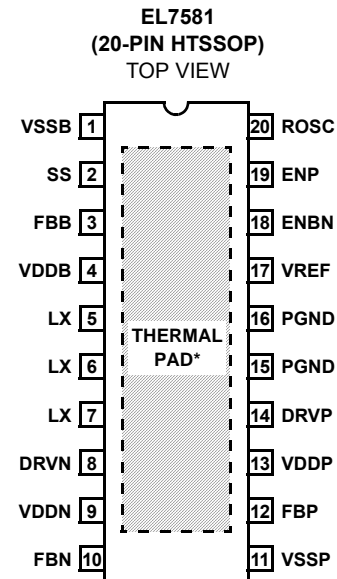 EL7581
(20-PIN HTSSOP)
TOP VIEW
VSSB 1 20 ROSC
SS 2 19 ENP
FBB 3 18 ENBN
VDDB 4 17 VREF
LX 5 16 PGND
THERMAL
PAD*
LX 6 15 PGND
LX 7 14 DRVP
DRVN 8 13 VDDP
VDDN 9 12 FBP
FBN 10 11 VSSP